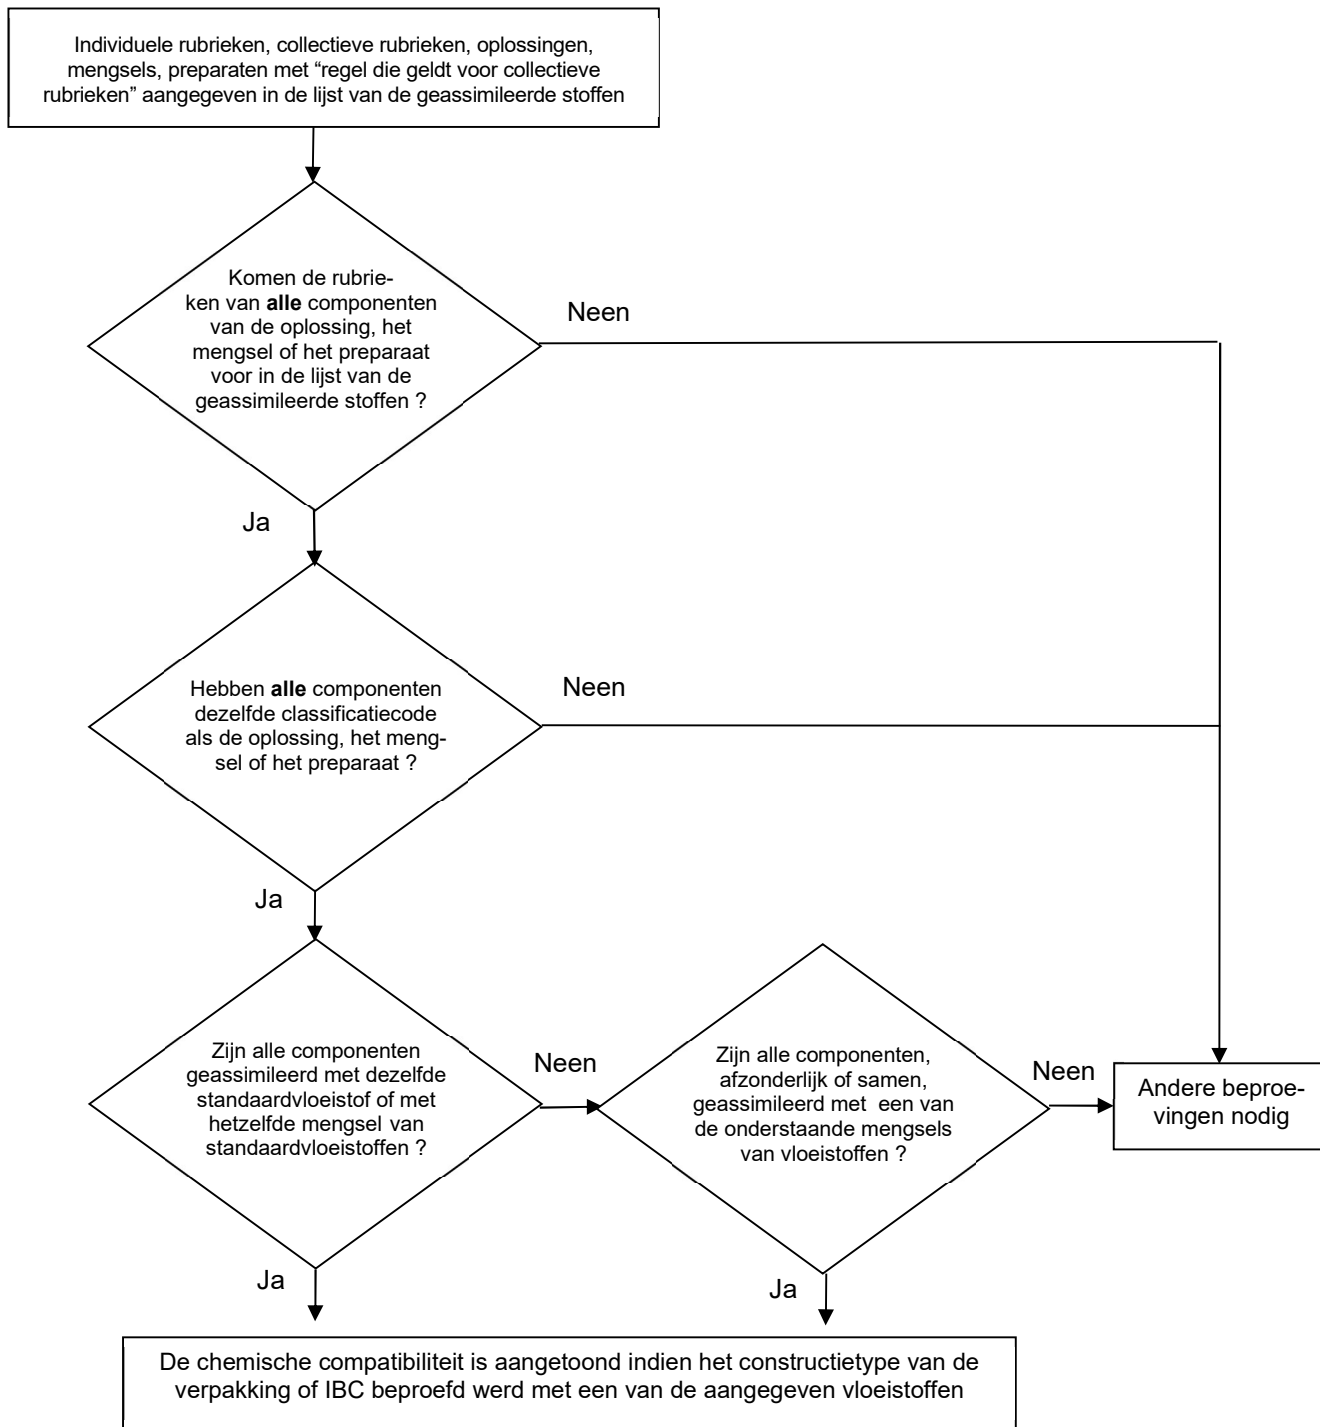 Individuele rubrieken, collectieve rubrieken, oplossingen,
mengsels, preparaten met “regel die geldt voor collectieve
rubrieken” aangegeven in de lijst van de geassimileerde stoffen
Komen de rubrie-
ken van alle componenten
van de oplossing, het
mengsel of het preparaat
voor in de lijst van de
geassimileerde stoffen ?
Neen
Ja
Hebben alle componenten
dezelfde classificatiecode
als de oplossing, het meng-
sel of het preparaat ?
Neen
Ja
Zijn alle componenten
geassimileerd met dezelfde
standaardvloeistof of met
hetzelfde mengsel van
standaardvloeistoffen ?
Neen
Zijn alle componenten,
afzonderlijk of samen,
geassimileerd met een van
de onderstaande mengsels
van vloeistoffen ?
Neen
Andere beproe-
vingen nodig
Ja
Ja
De chemische compatibiliteit is aangetoond indien het constructietype van de
verpakking of IBC beproefd werd met een van de aangegeven vloeistoffen